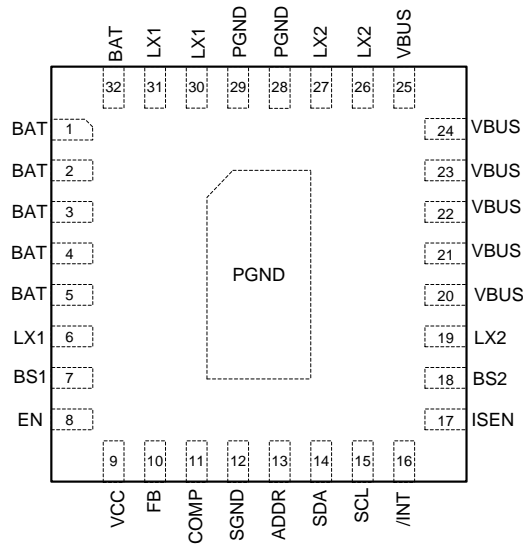 BAT
LX1
LX1
PGND
PGND
LX2
LX2
VBUS
32
31
30
29
28
27
26
25
BAT 1
BAT 2
BAT 3
BAT 4
BAT 5
LX1 6
BS1 7
EN 8
PGND
24 VBUS
23 VBUS
22 VBUS
21 VBUS
20 VBUS
19 LX2
18 BS2
17 ISEN
9
10
11
12
13
14
15
16
VCC
FB
COMP
SGND
ADDR
SDA
SCL
/INT